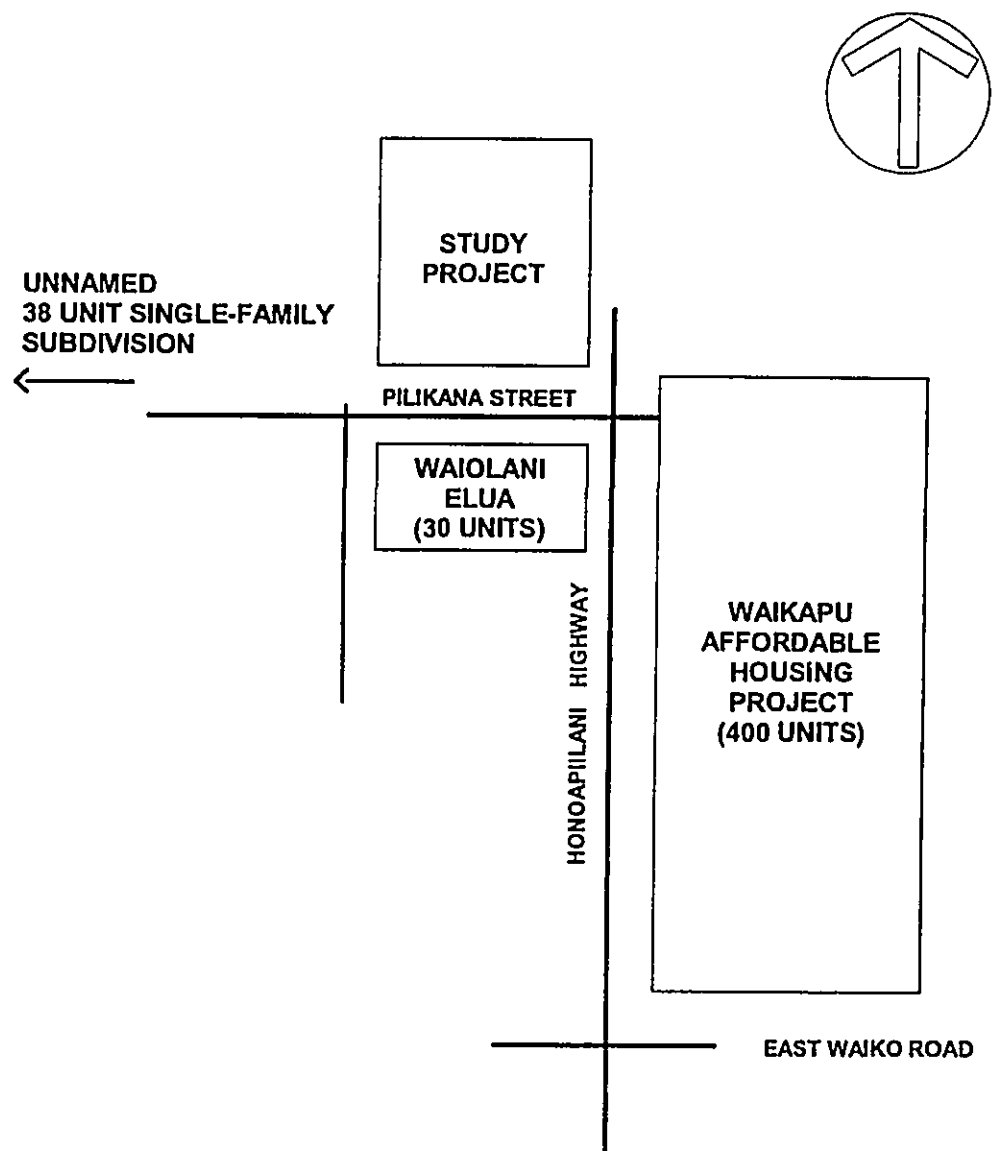 STUDY
PROJECT
UNNAMED
38 UNIT SINGLE-FAMILY
SUBDIVISION
PILIKANA STREET
WAIOLANI
ELUA
(30 UNITS)
HONOAPIILANI HIGHWAY
WAIKAPU
AFFORDABLE
HOUSING
PROJECT
(400 UNITS)
EAST WAIKO ROAD